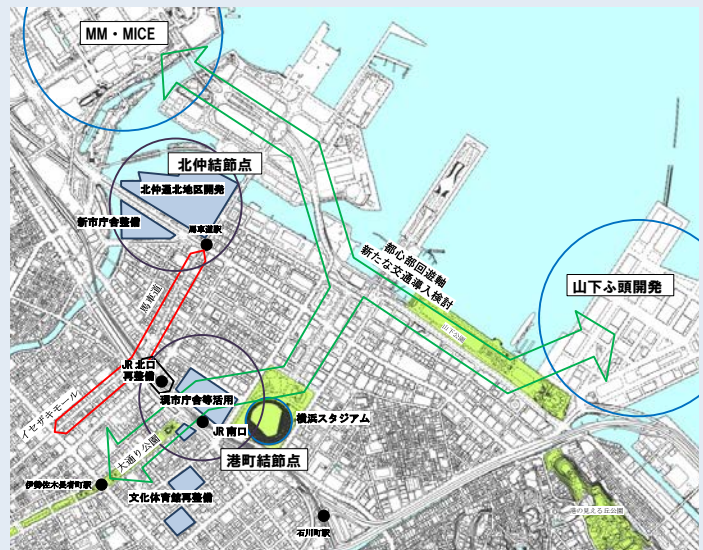 MM・MICE
北仲結節点
北仲通北地区開発
新市庁舎整備
馬車道駅
馬車道
都心部回遊軸
新たな交通導入検討
山下ふ頭開発
山下公園
JR 北口
再整備
現市庁舎等活用
イセザキモール
大通り公園
JR 南口
横浜スタジアム
港町結節点
伊勢佐木長者町駅
文化体育館再整備
石川町駅
港の見える丘公園